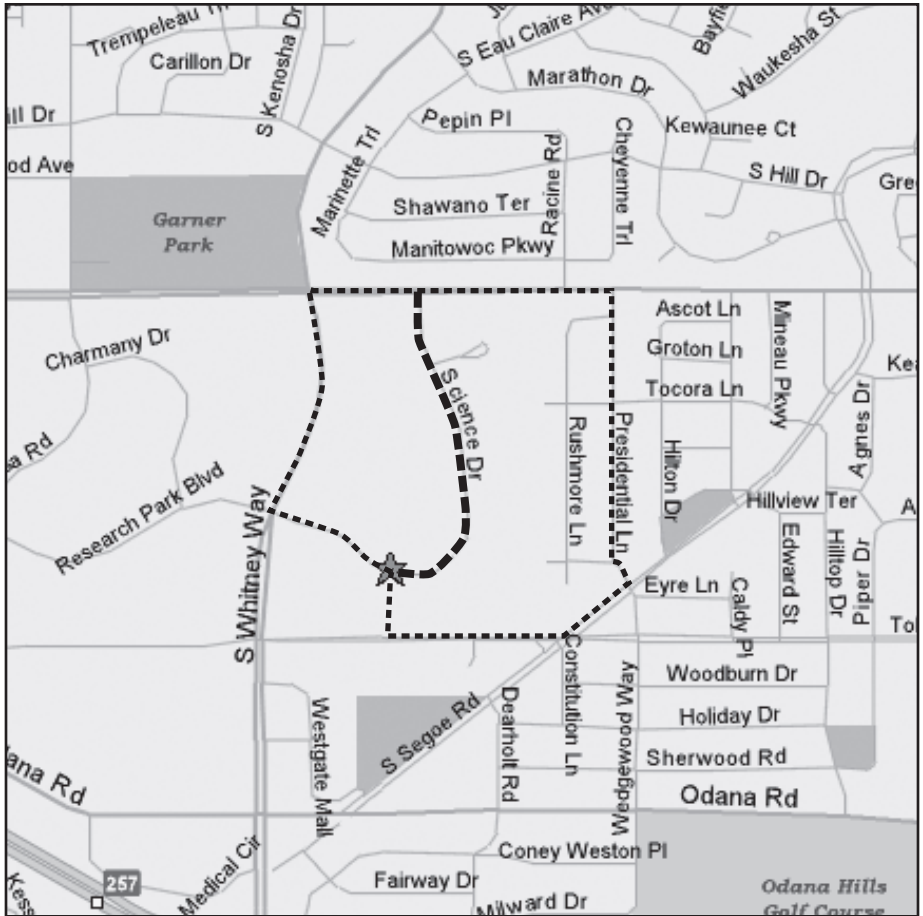 Trempeleau Trl
S Eau Claire Ave
Waukesha St
Carillon Dr
S Kenosha Dr
Marathon Dr
ill Dr
Pepin Pl
Kewaunee Ct
od Ave
Marinette Trl
Racine Rd
Cheyenne Trl
S Hill Dr
Gre
Garner
Park
Shawano Ter
Manitowoc Pkwy
Ascot Ln
Mineau Pkwy
Charmany Dr
Groton Ln
Kea
Science Dr
Tocora Ln
Agnes Dr
a Rd
Rushmore Ln
Presidential Ln
Hilton Dr
Research Park Blvd
Hillview Ter
A
S Whitney Way
Edward St
Hilltop Dr
Piper Dr
Eyre Ln
Caldy Pl
To
Constitution Ln
Wedgewood Way
Woodburn Dr
Westgate Mall
S Segoe Rd
Dearholt Rd
Holiday Dr
Sherwood Rd
ana Rd
Odana Rd
Medical Cir
Coney Weston Pl
257
Fairway Dr
Odana Hills
Golf Course
Kess
Milward Dr